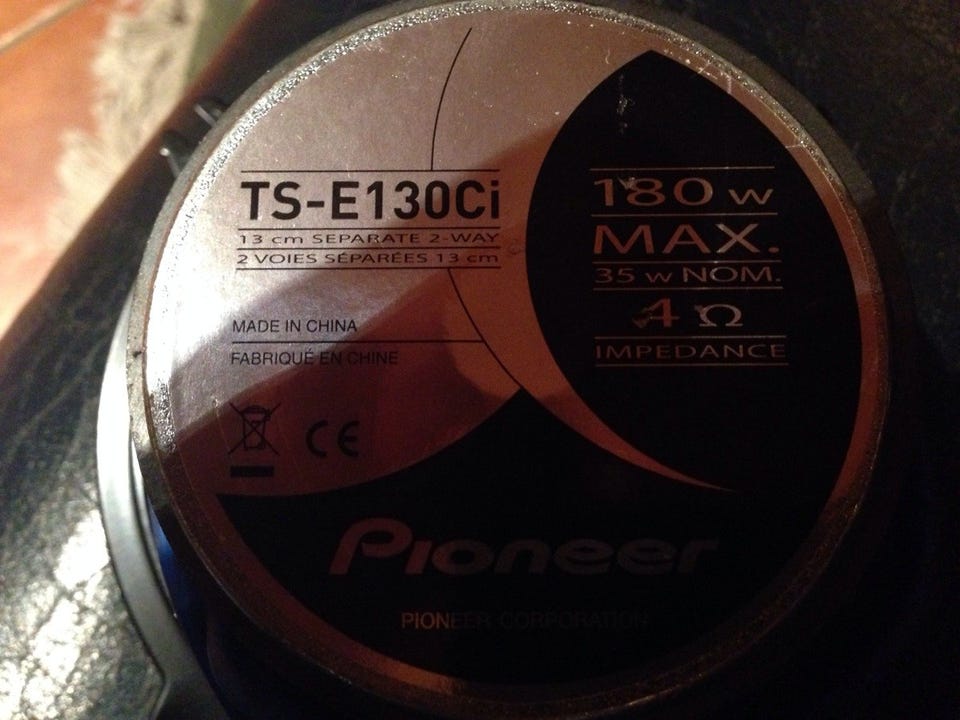 TS-E130Ci
13 cm SEPARATE 2-WAY
2 VOIES SÉPARÉES 13 cm
MADE IN CHINA
FABRIQUÉ EN CHINE
CE
180 W
MAX.
35 W NOM.
4 Ω
IMPEDANCE
Pioneer
PIONEER CORPORATION